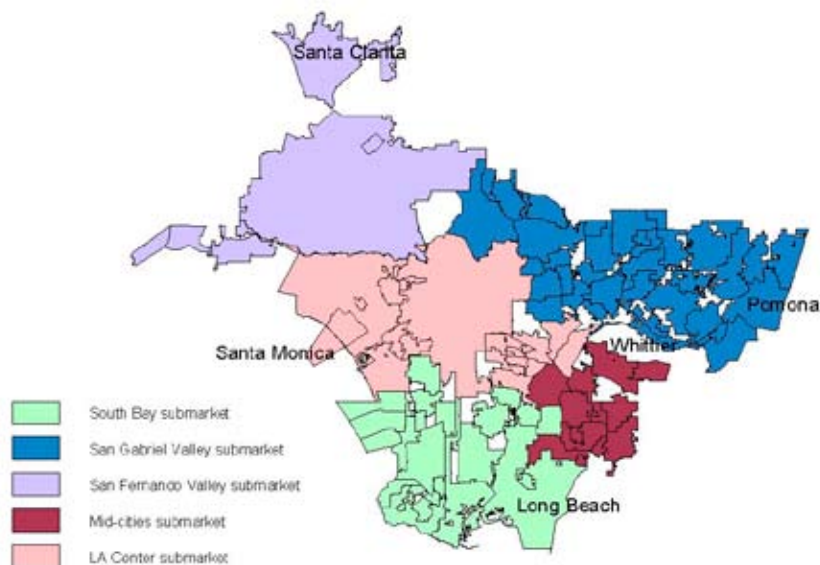 Santa Clarita
Pomona
Whittier
Santa Monica
South Bay submarket
San Gabriel Valley submarket
San Fernando Valley submarket
Long Beach
Mid-cities submarket
LA Center submarket